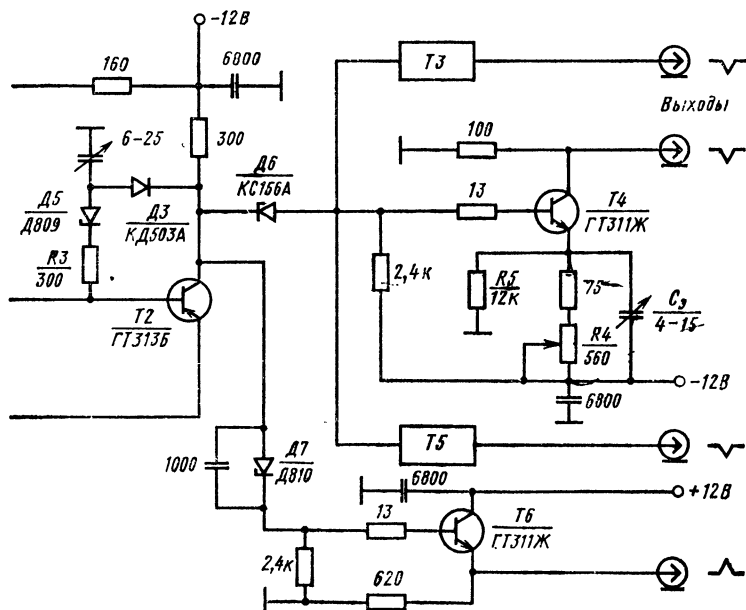 -12В
160
6800
Т3
6-25
300
Выходы
100
Д6
КС156А
Д5
Д809
Д3
КД503А
13
Т4
ГТ311Ж
R3
300
2,4к
R5
12к
75
Сэ
4-15
Т2
ГТ313Б
R4
560
-12В
6800
1000
Д7
Д810
Т5
6800
+12В
13
Т6
ГТ311Ж
2,4к
620